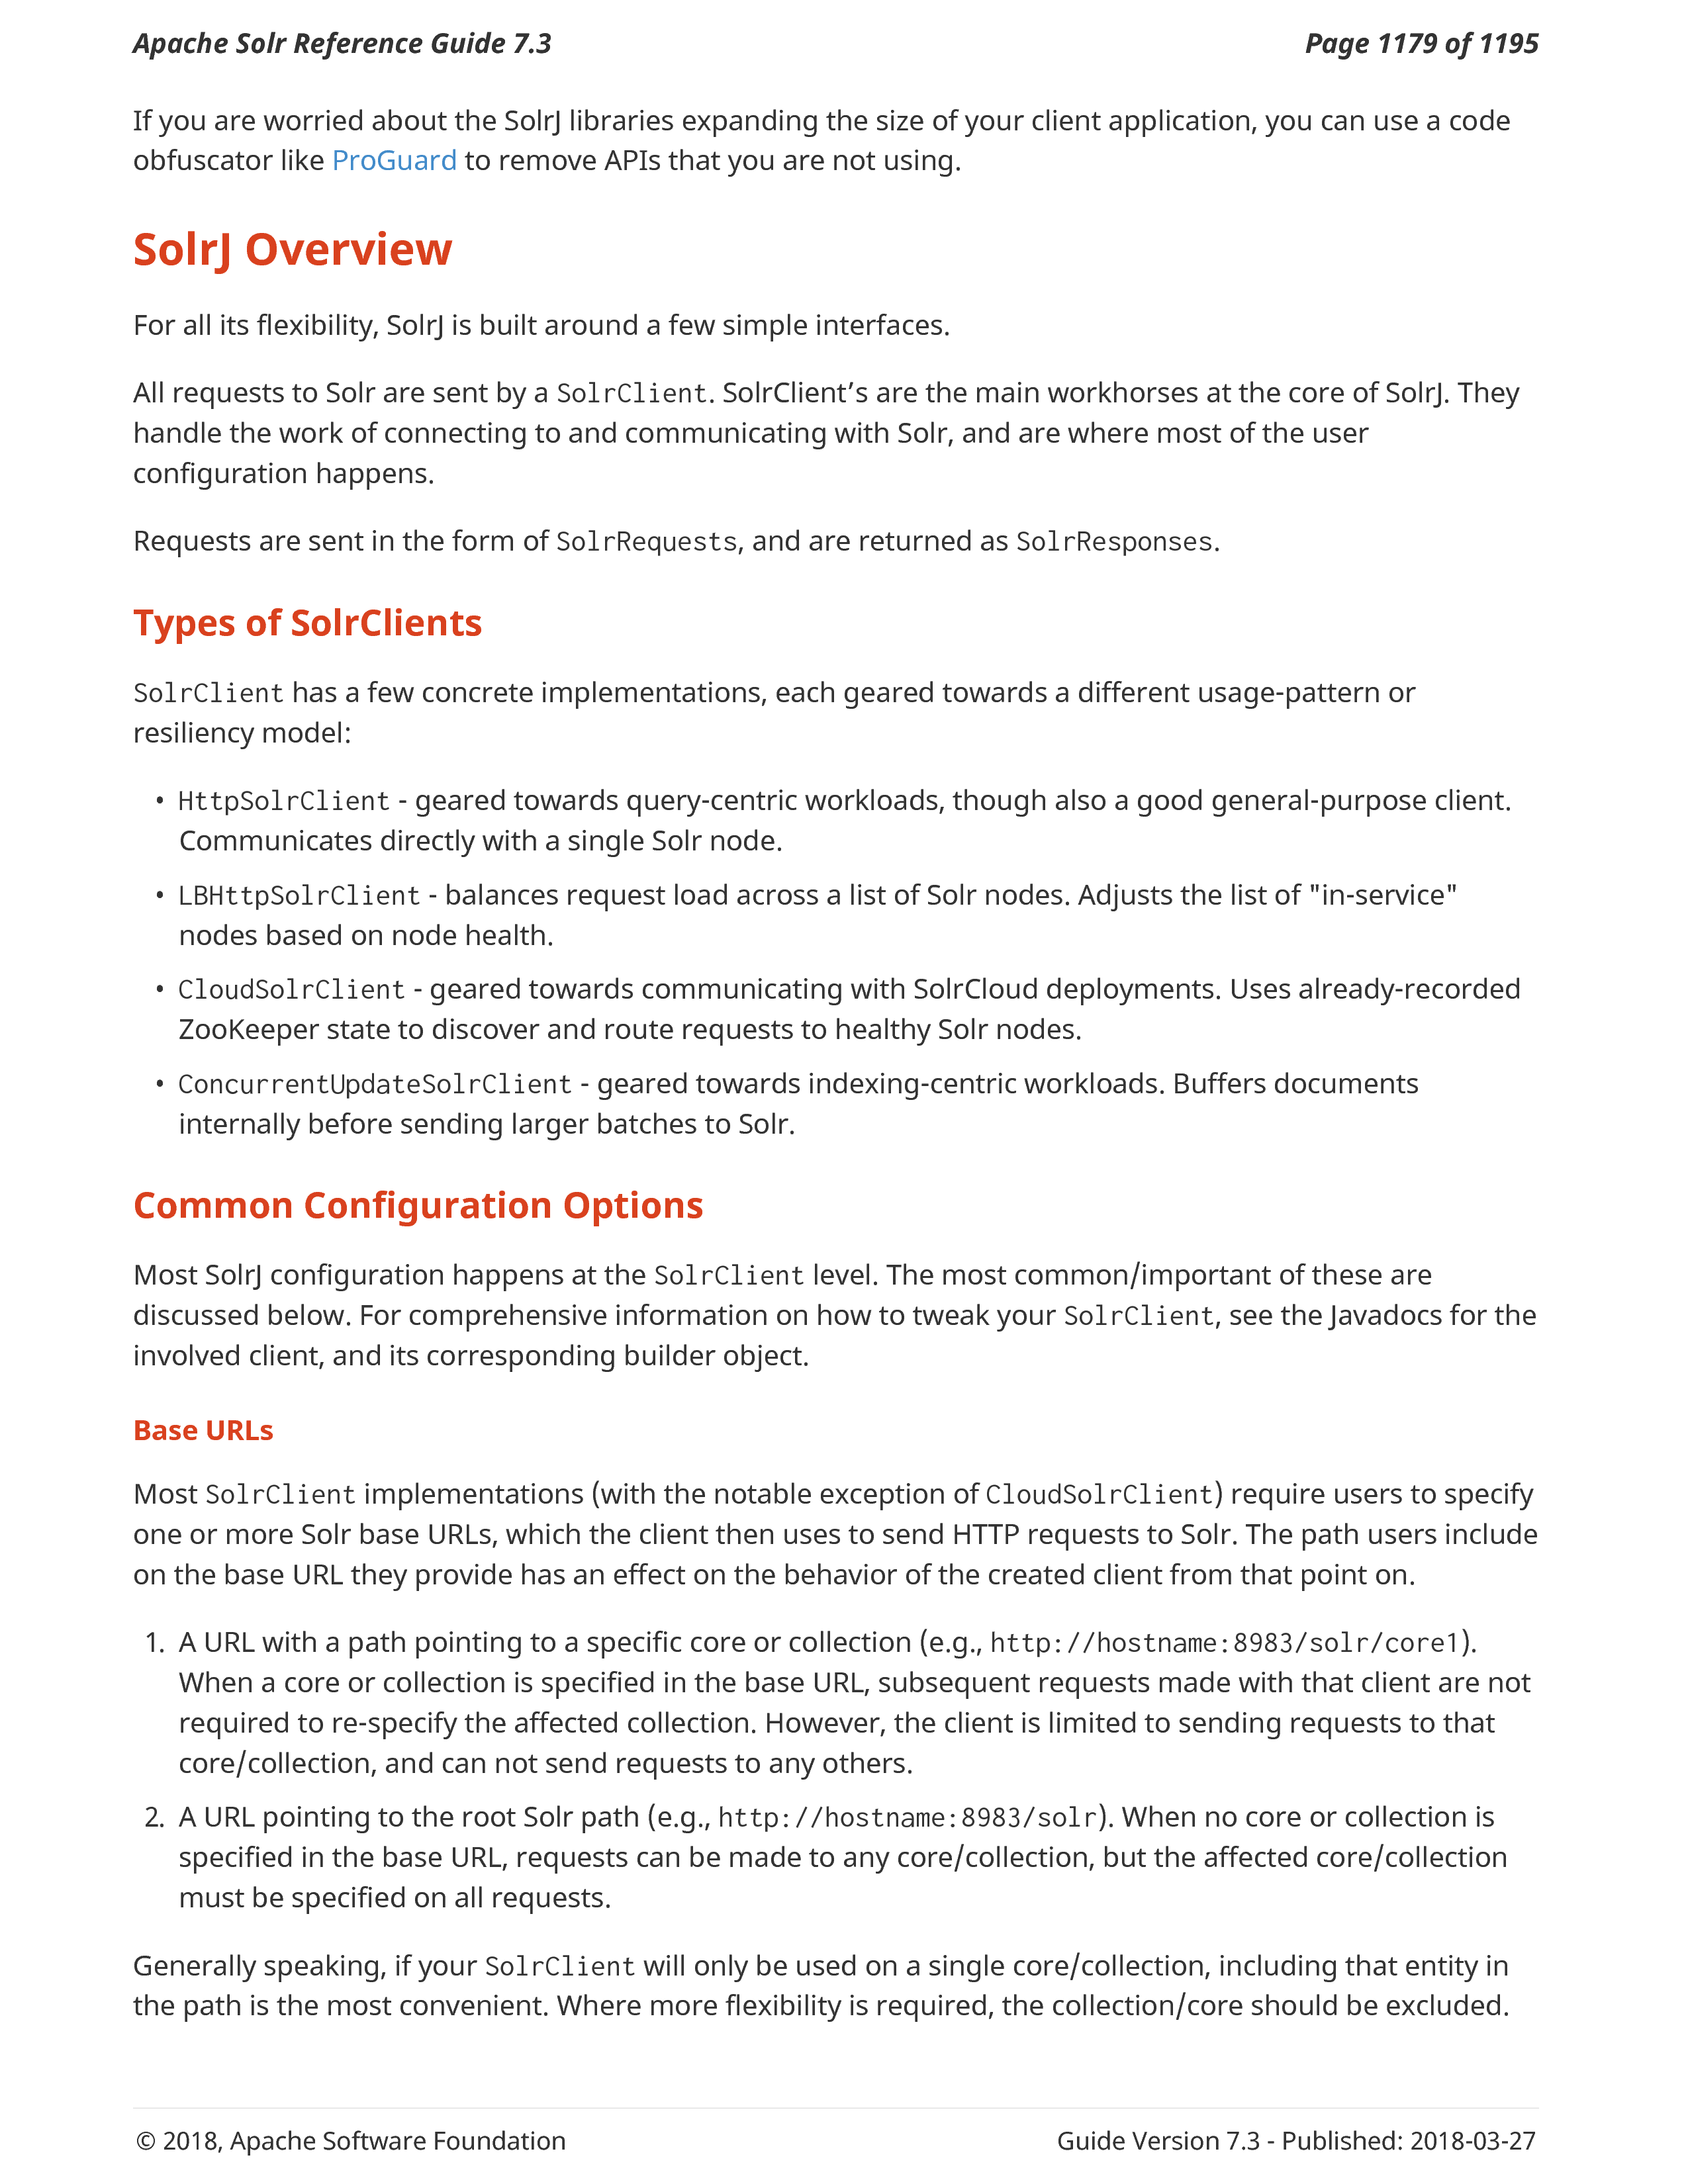 Apache Solr Reference Guide 7.3 Page 1179 of 1195
If you are worried about the SolrJ libraries expanding the size of your client application, you can use a code
obfuscator like ProGuard to remove APIs that you are not using.
SolrJ Overview
For all its flexibility, SolrJ is built around a few simple interfaces.
All requests to Solr are sent by a SolrClient. SolrClient’s are the main workhorses at the core of SolrJ. They
handle the work of connecting to and communicating with Solr, and are where most of the user
configuration happens.
Requests are sent in the form of SolrRequests, and are returned as SolrResponses.
Types of SolrClients
SolrClient has a few concrete implementations, each geared towards a different usage-pattern or
resiliency model:
• HttpSolrClient - geared towards query-centric workloads, though also a good general-purpose client.
Communicates directly with a single Solr node.
• LBHttpSolrClient - balances request load across a list of Solr nodes. Adjusts the list of "in-service"
nodes based on node health.
• CloudSolrClient - geared towards communicating with SolrCloud deployments. Uses already-recorded
ZooKeeper state to discover and route requests to healthy Solr nodes.
• ConcurrentUpdateSolrClient - geared towards indexing-centric workloads. Buffers documents
internally before sending larger batches to Solr.
Common Configuration Options
Most SolrJ configuration happens at the SolrClient level. The most common/important of these are
discussed below. For comprehensive information on how to tweak your SolrClient, see the Javadocs for the
involved client, and its corresponding builder object.
Base URLs
Most SolrClient implementations (with the notable exception of CloudSolrClient) require users to specify
one or more Solr base URLs, which the client then uses to send HTTP requests to Solr. The path users include
on the base URL they provide has an effect on the behavior of the created client from that point on.
1. A URL with a path pointing to a specific core or collection (e.g., http://hostname:8983/solr/core1).
When a core or collection is specified in the base URL, subsequent requests made with that client are not
required to re-specify the affected collection. However, the client is limited to sending requests to that
core/collection, and can not send requests to any others.
2. A URL pointing to the root Solr path (e.g., http://hostname:8983/solr). When no core or collection is
specified in the base URL, requests can be made to any core/collection, but the affected core/collection
must be specified on all requests.
Generally speaking, if your SolrClient will only be used on a single core/collection, including that entity in
the path is the most convenient. Where more flexibility is required, the collection/core should be excluded.
© 2018, Apache Software Foundation Guide Version 7.3 - Published: 2018-03-27